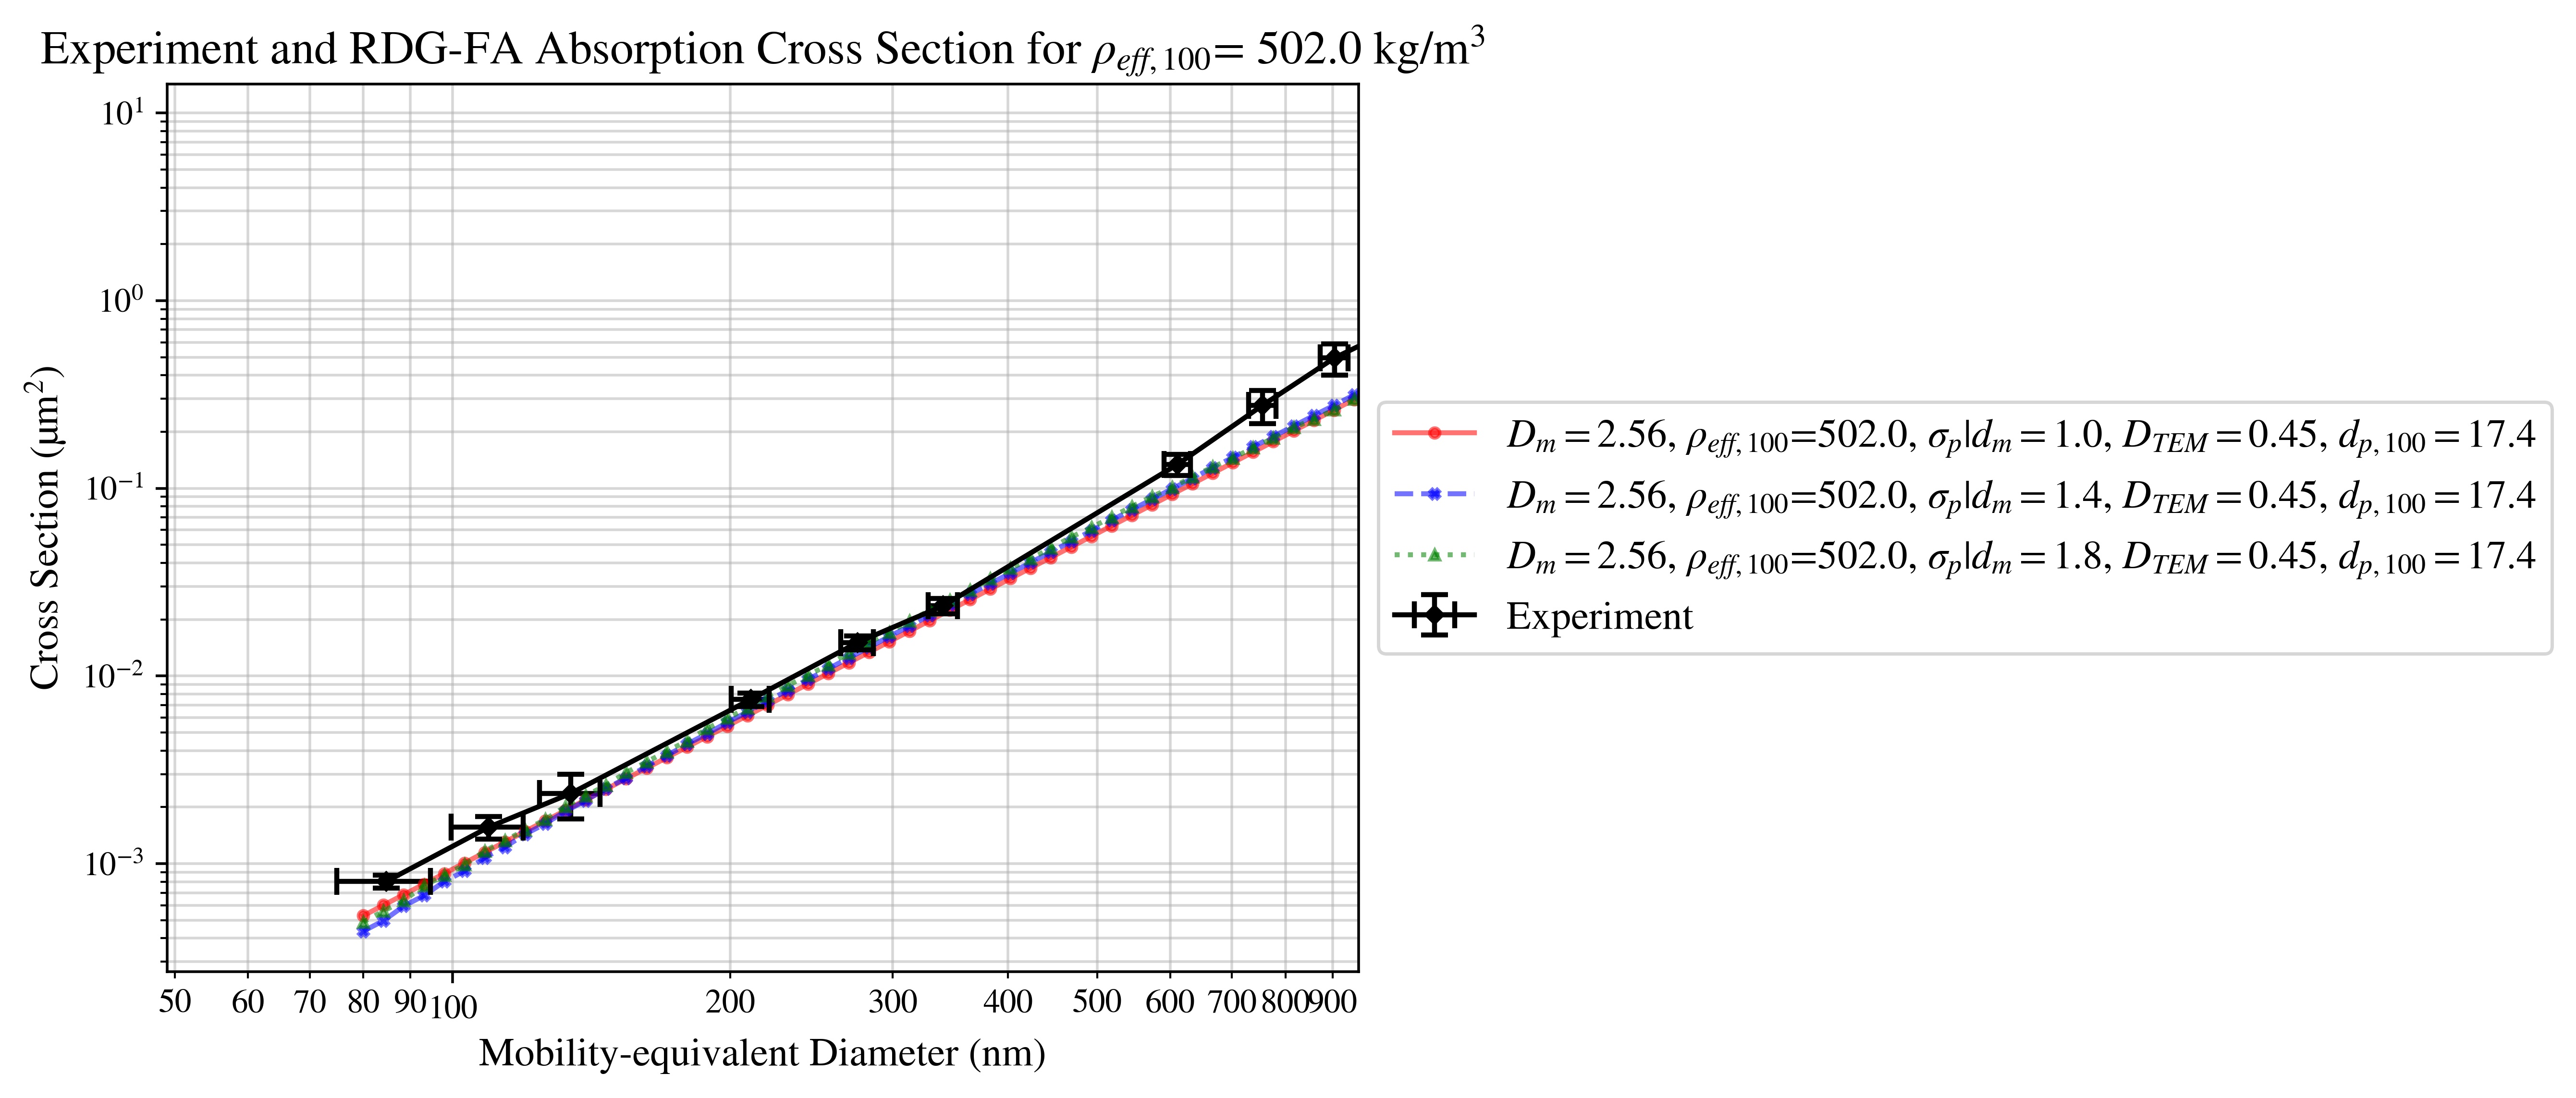 Experiment and RDG-FA Absorption Cross Section for ρeff,100= 502.0 kg/m³
Cross Section (µm²)
10¹
10⁰
10⁻¹
10⁻²
10⁻³
50 60 70 80 90 100 200 300 400 500 600 700 800 900
Mobility-equivalent Diameter (nm)
Dm = 2.56, ρeff,100=502.0, σp|dm = 1.0, DTEM = 0.45, dp,100 = 17.4
Dm = 2.56, ρeff,100=502.0, σp|dm = 1.4, DTEM = 0.45, dp,100 = 17.4
Dm = 2.56, ρeff,100=502.0, σp|dm = 1.8, DTEM = 0.45, dp,100 = 17.4
Experiment